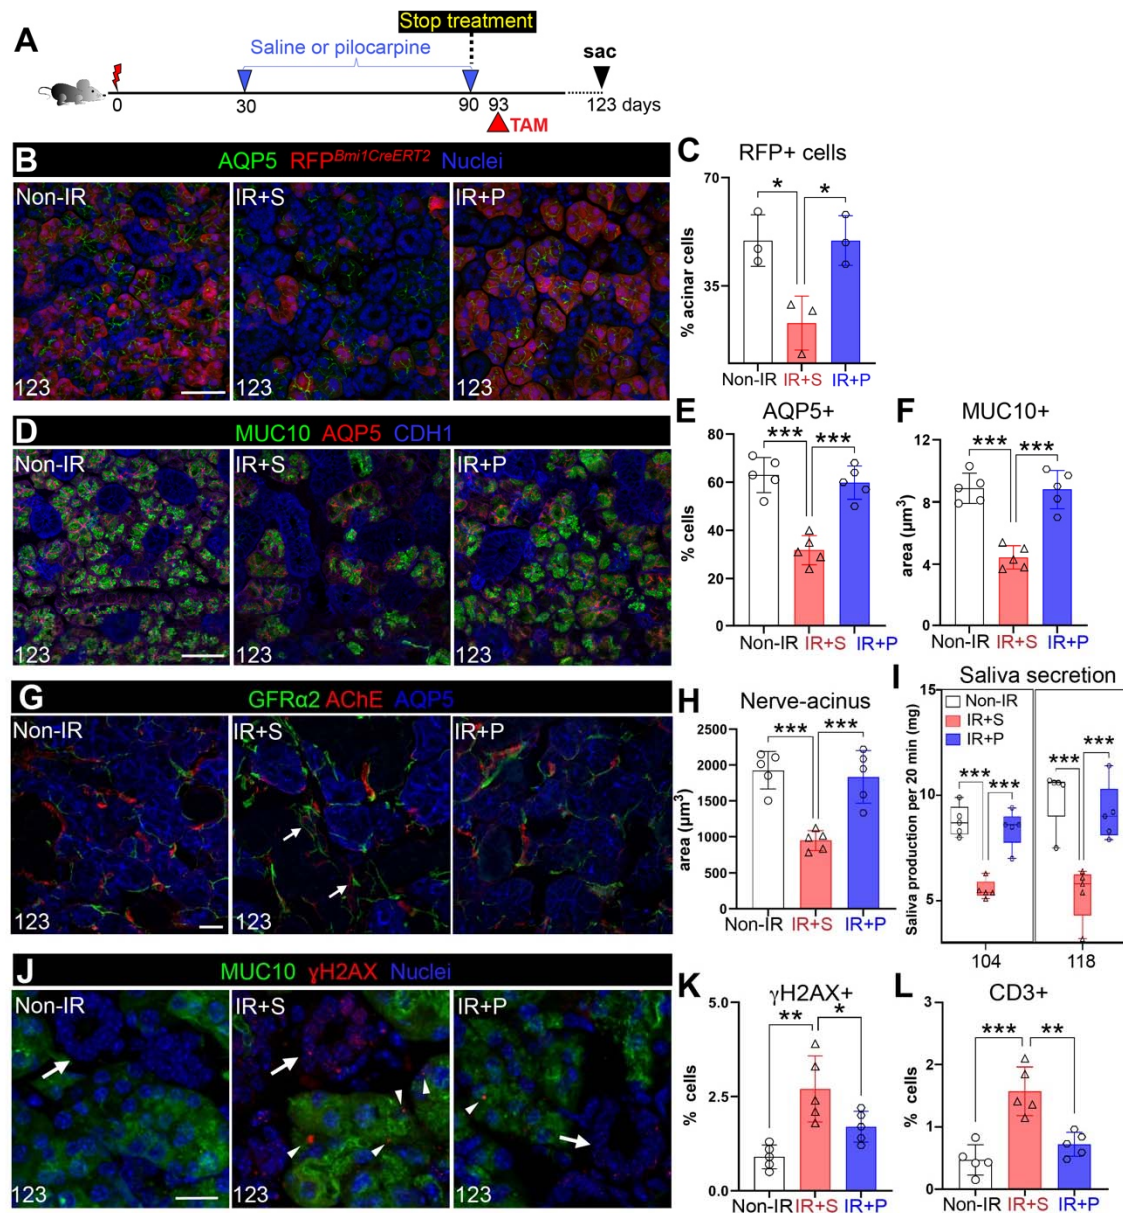 A
Stop treatment
Saline or pilocarpine
sac
0
30
90
93
123 days
TAM
B
AQP5 RFP^Bmi1CreERT2 Nuclei
Non-IR
IR+S
IR+P
123
123
123
C
RFP+ cells
% acinar cells
70
35
*
*
Non-IR IR+S IR+P
D
MUC10 AQP5 CDH1
Non-IR
IR+S
IR+P
123
123
123
E
AQP5+
% cells
80
60
40
20
0
***
***
Non-IR IR+S IR+P
F
MUC10+
area (µm³)
12
8
4
0
***
***
Non-IR IR+S IR+P
G
GFRα2 AChE AQP5
Non-IR
IR+S
IR+P
123
123
123
H
Nerve-acinus
area (µm³)
2500
2000
1500
1000
500
0
***
***
Non-IR IR+S IR+P
I
Saliva secretion
Saliva production per 20 min (mg)
15
10
5
Non-IR
IR+S
IR+P
***
***
***
***
104
118
J
MUC10 γH2AX Nuclei
Non-IR
IR+S
IR+P
123
123
123
K
γH2AX+
% cells
5.0
2.5
0.0
**
*
Non-IR IR+S IR+P
L
CD3+
% cells
3
2
1
0
***
**
Non-IR IR+S IR+P